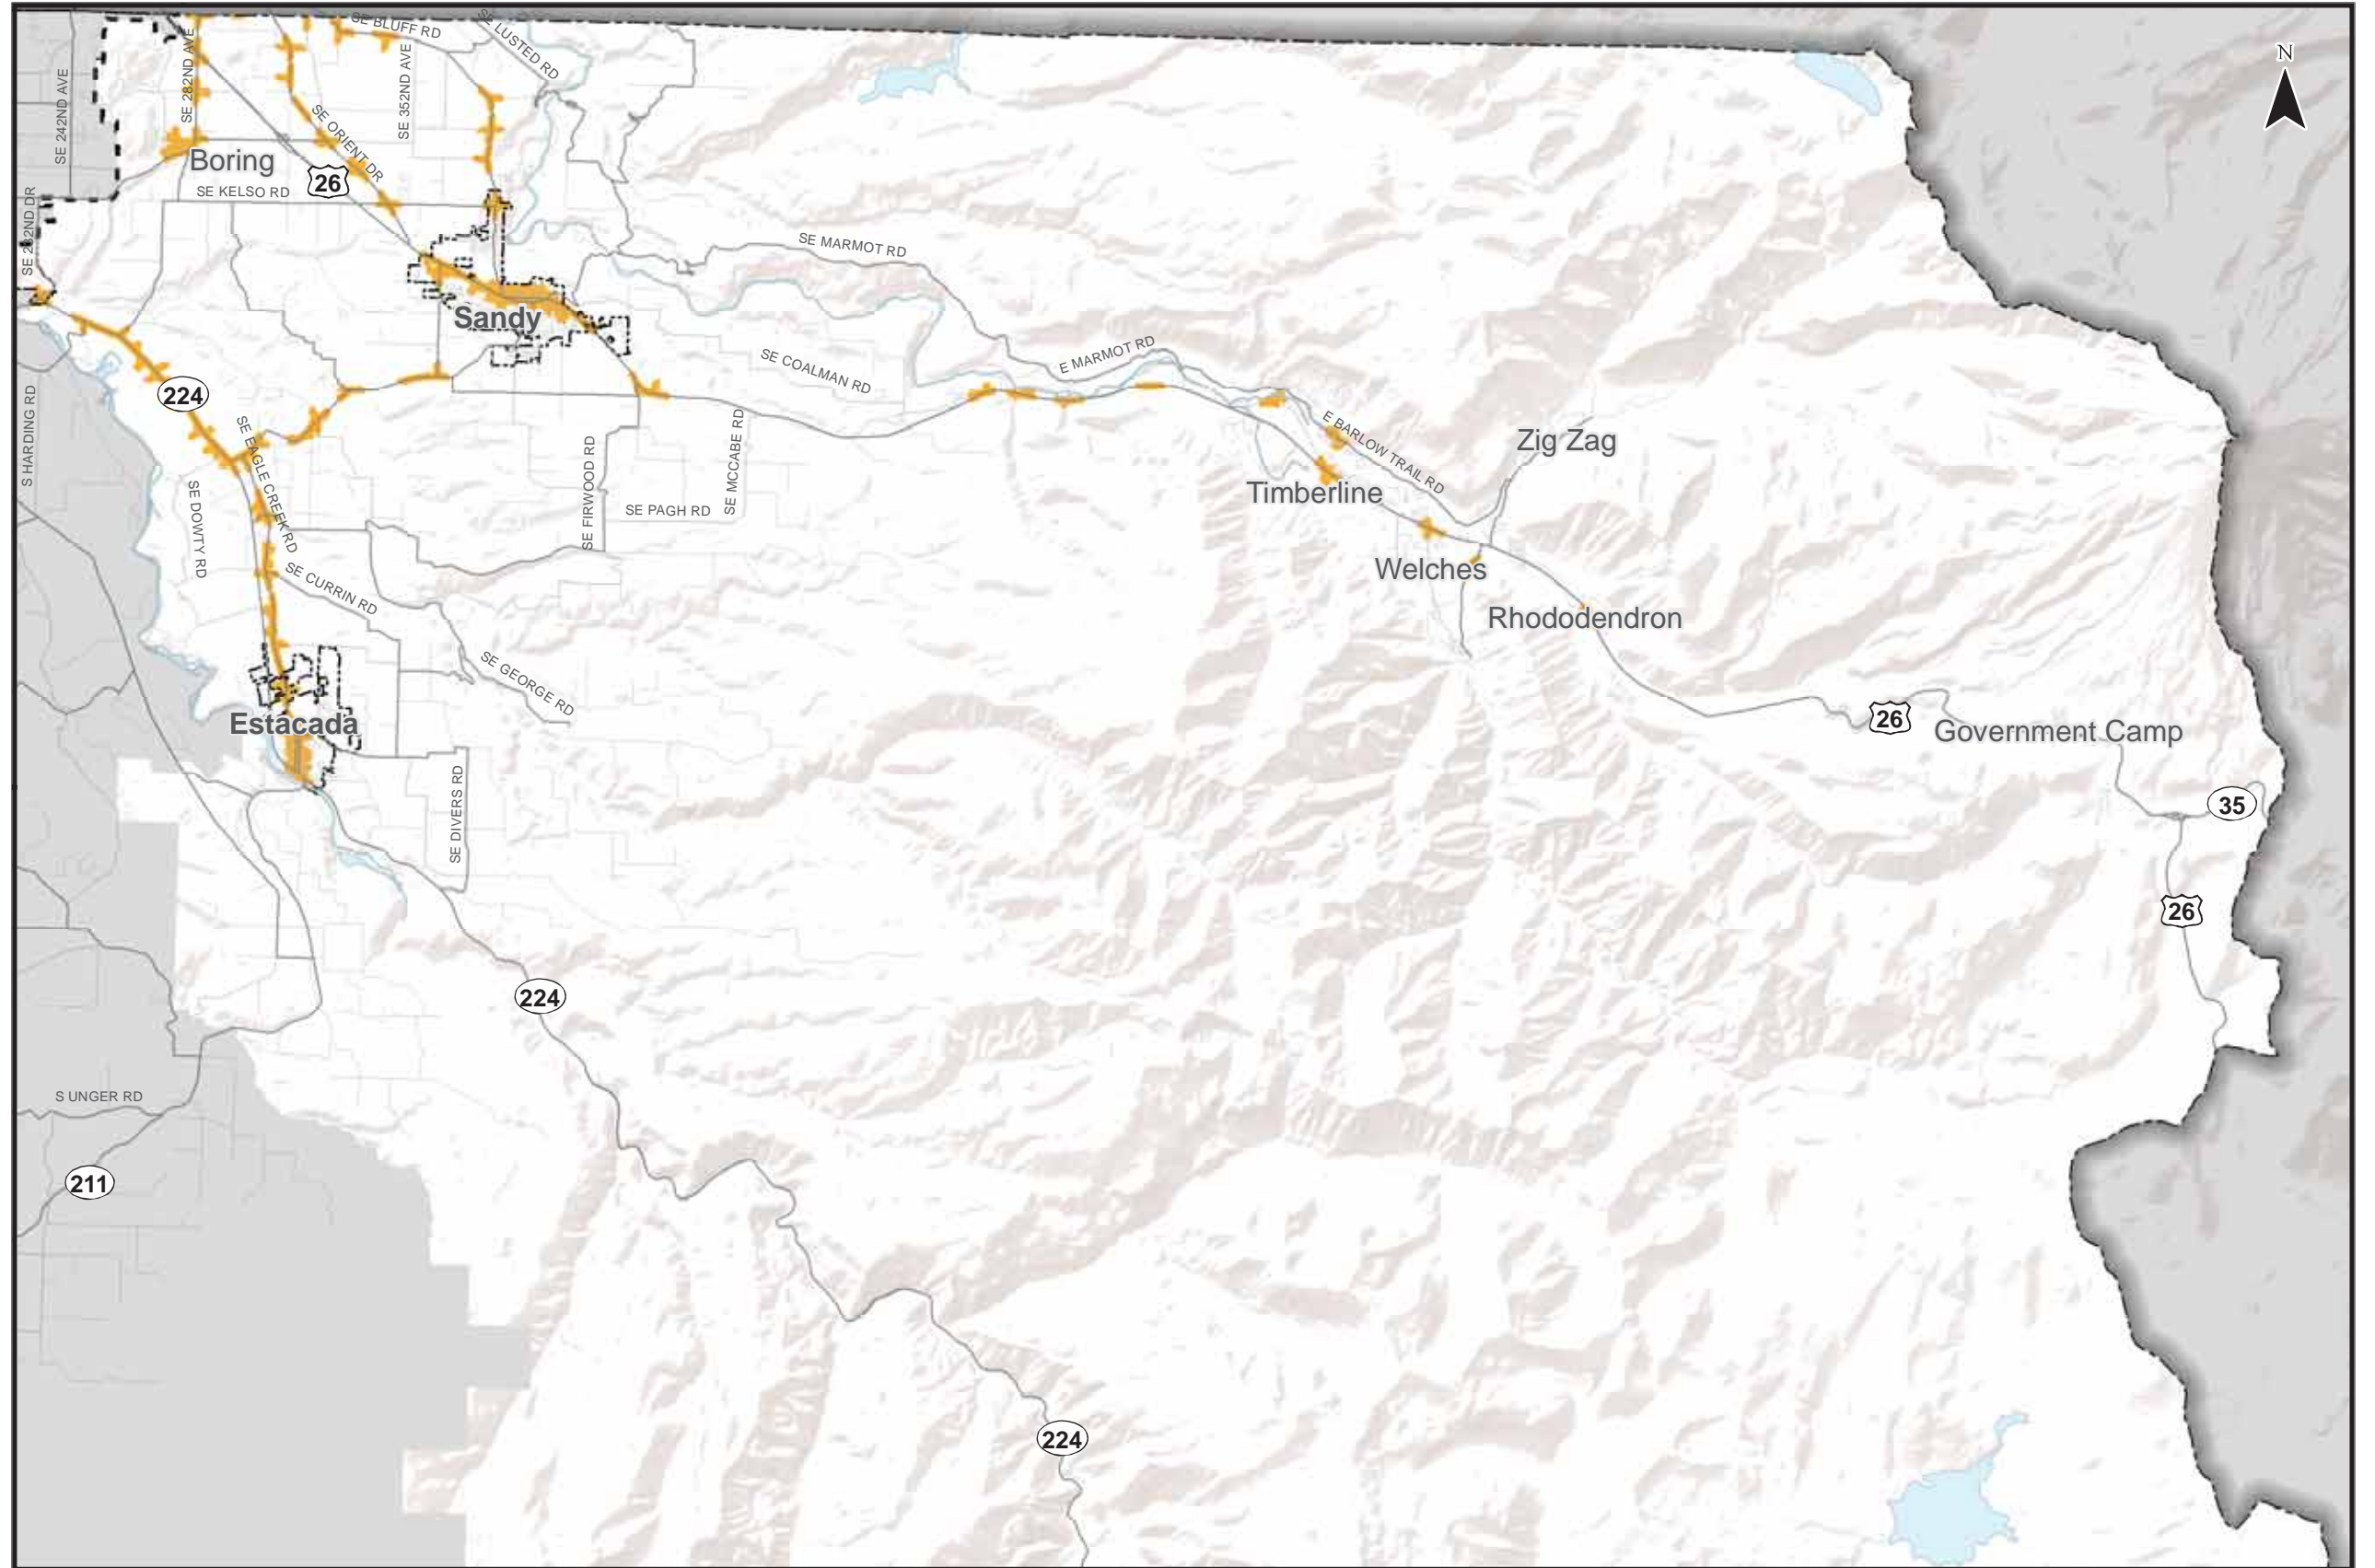 SE BLUFF RD
SE LUSTED RD
N
SE 242ND AVE
SE 282ND AVE
SE 352ND AVE
SE ORIENT DR
Boring
26
SE KELSO RD
SE 232ND DR
SE MARMOT RD
Sandy
E MARMOT RD
SE COALMAN RD
224
S HARDING RD
SE EAGLE CREEK RD
SE FIRWOOD RD
SE MCCABE RD
E BARLOW TRAIL RD
Zig Zag
Timberline
SE DOWTY RD
SE PAGH RD
Welches
SE CURRIN RD
Rhododendron
SE GEORGE RD
Estacada
26
Government Camp
SE DIVERS RD
35
26
224
S UNGER RD
211
224